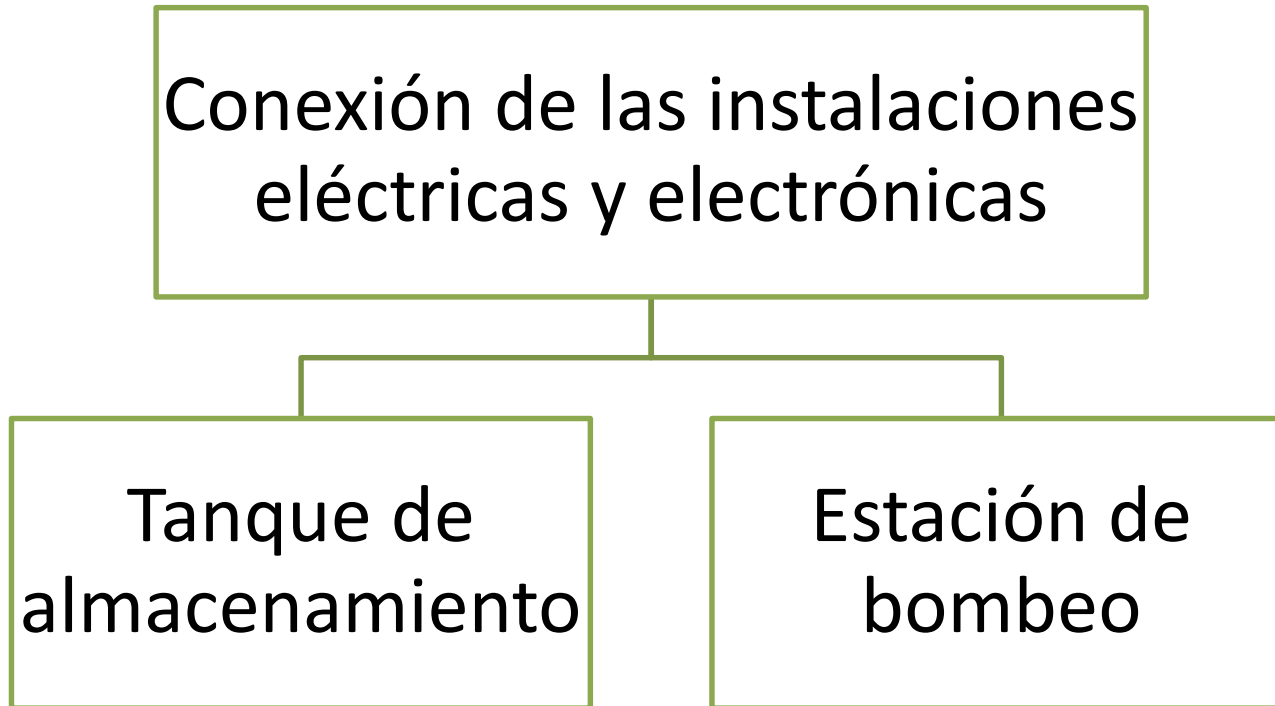 Conexión de las instalaciones
eléctricas y electrónicas
Tanque de
almacenamiento
Estación de
bombeo